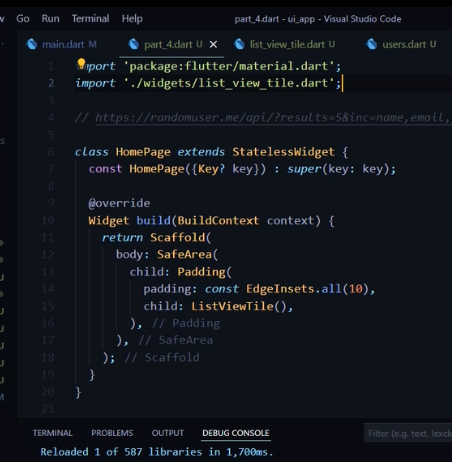 Go Run Terminal Help part_4.dart - ui_app - Visual Studio Code
main.dart M part_4.dart U list_view_tile.dart U users.dart U
1 import 'package:flutter/material.dart';
2 import './widgets/list_view_tile.dart';
3
4 // https://randomuser.me/api/?results=5&inc=name,email,
5
6 class HomePage extends StatelessWidget {
7 const HomePage({Key? key}) : super(key: key);
8
9 @override
10 Widget build(BuildContext context) {
11 return Scaffold(
12 body: SafeArea(
13 child: Padding(
14 padding: const EdgeInsets.all(10),
15 child: ListViewTile(),
16 ), // Padding
17 ), // SafeArea
18 ); // Scaffold
19 }
20 }
21
TERMINAL PROBLEMS OUTPUT DEBUG CONSOLE Filter (e.g. text,
Reloaded 1 of 587 libraries in 1,700ms.